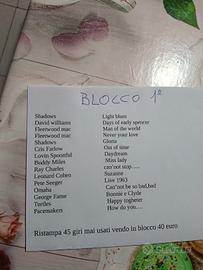 BLOCCO 1°
Shadows Light blues
David williams Days of early spencer
Fleetwood mac Man of the world
Fleetwood mac Never your love
Shadows Gloria
Cris Farlow Out of time
Lovin Spoonful Daydream
Buddy Miles Miss lady
Ray Charles can'not stop.....
Leonard Cohen Suzanne
Pete Seeger Live 1963
Omaha Can'not be so bad,bad
George Fame Bonnie e Clyde
Turtles Happy togheter
Pacemakers How do you.....
Ristampa 45 giri mai usati vendo in blocco 40 euro